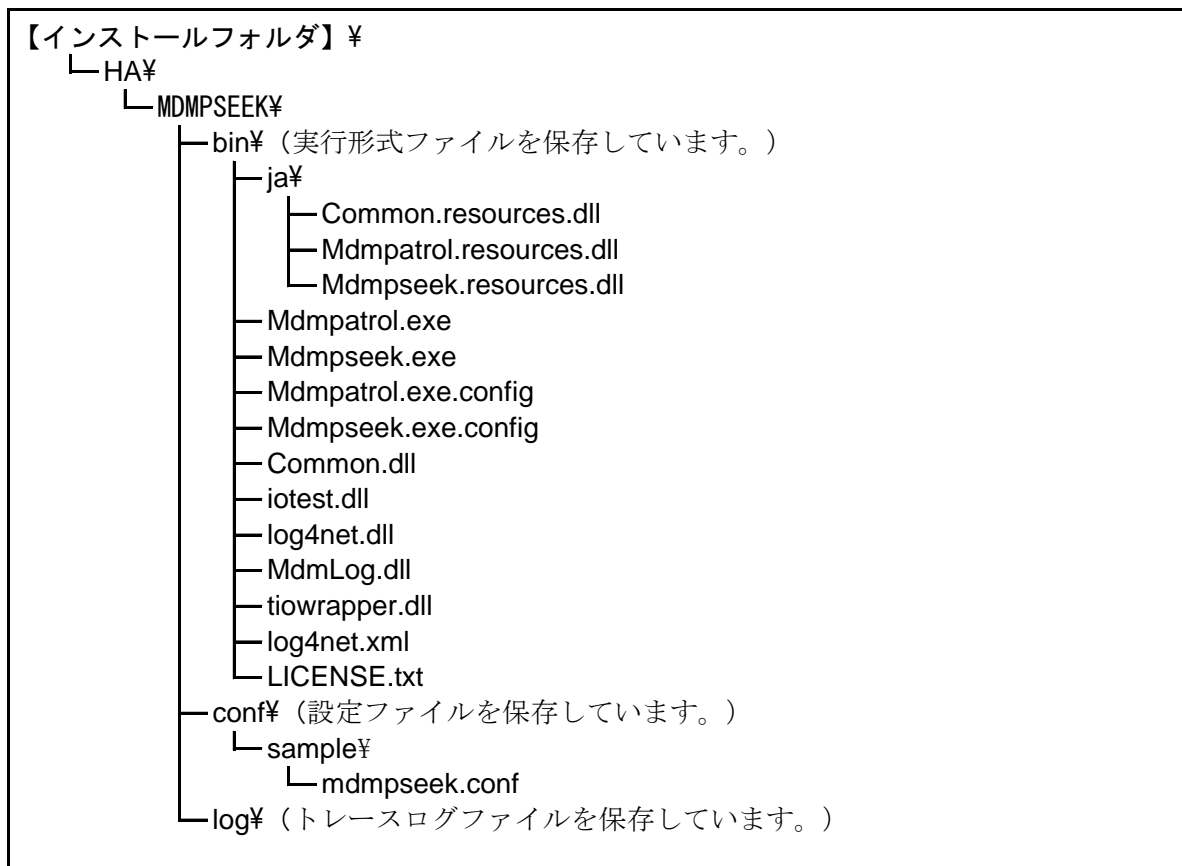 【インストールフォルダ】¥
HA¥
MDMPSEEK¥
bin¥（実行形式ファイルを保存しています。）
ja¥
Common.resources.dll
Mdmpatrol.resources.dll
Mdmpseek.resources.dll
Mdmpatrol.exe
Mdmpseek.exe
Mdmpatrol.exe.config
Mdmpseek.exe.config
Common.dll
iotest.dll
log4net.dll
MdmLog.dll
tiowrapper.dll
log4net.xml
LICENSE.txt
conf¥（設定ファイルを保存しています。）
sample¥
mdmpseek.conf
log¥（トレースログファイルを保存しています。）